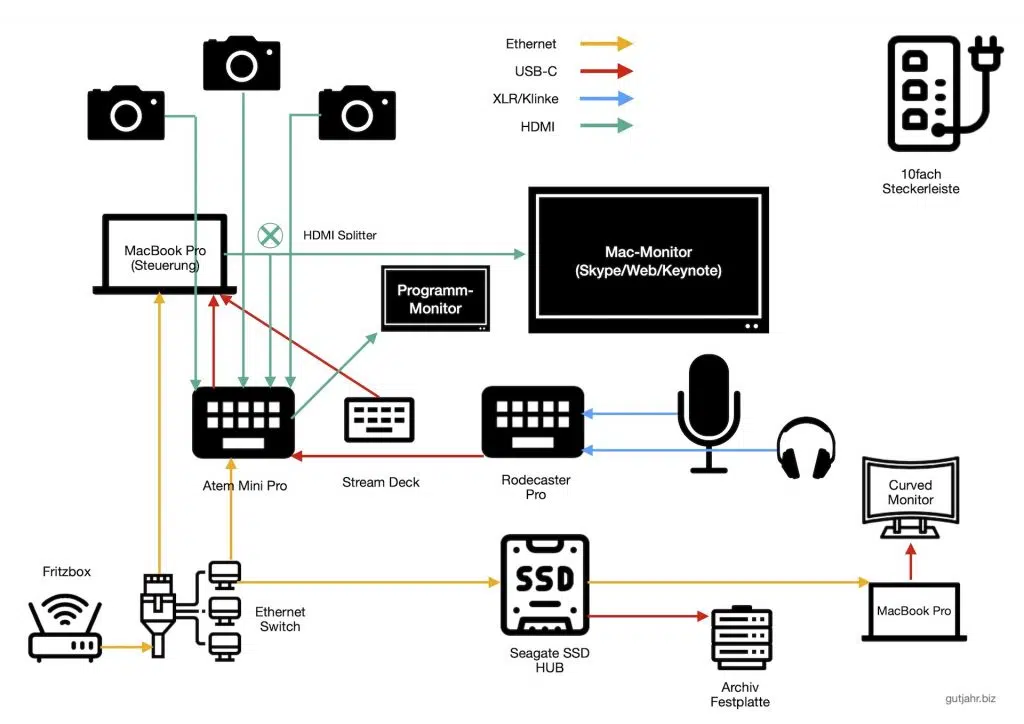 Ethernet
USB-C
XLR/Klinke
HDMI
10fach
Steckerleiste
MacBook Pro
(Steuerung)
HDMI Splitter
Mac-Monitor
(Skype/Web/Keynote)
Programm-
Monitor
Atem Mini Pro
Stream Deck
Rodecaster
Pro
Curved
Monitor
Fritzbox
Ethernet
Switch
SSD
Seagate SSD
HUB
MacBook Pro
Archiv
Festplatte
gutjahr.biz